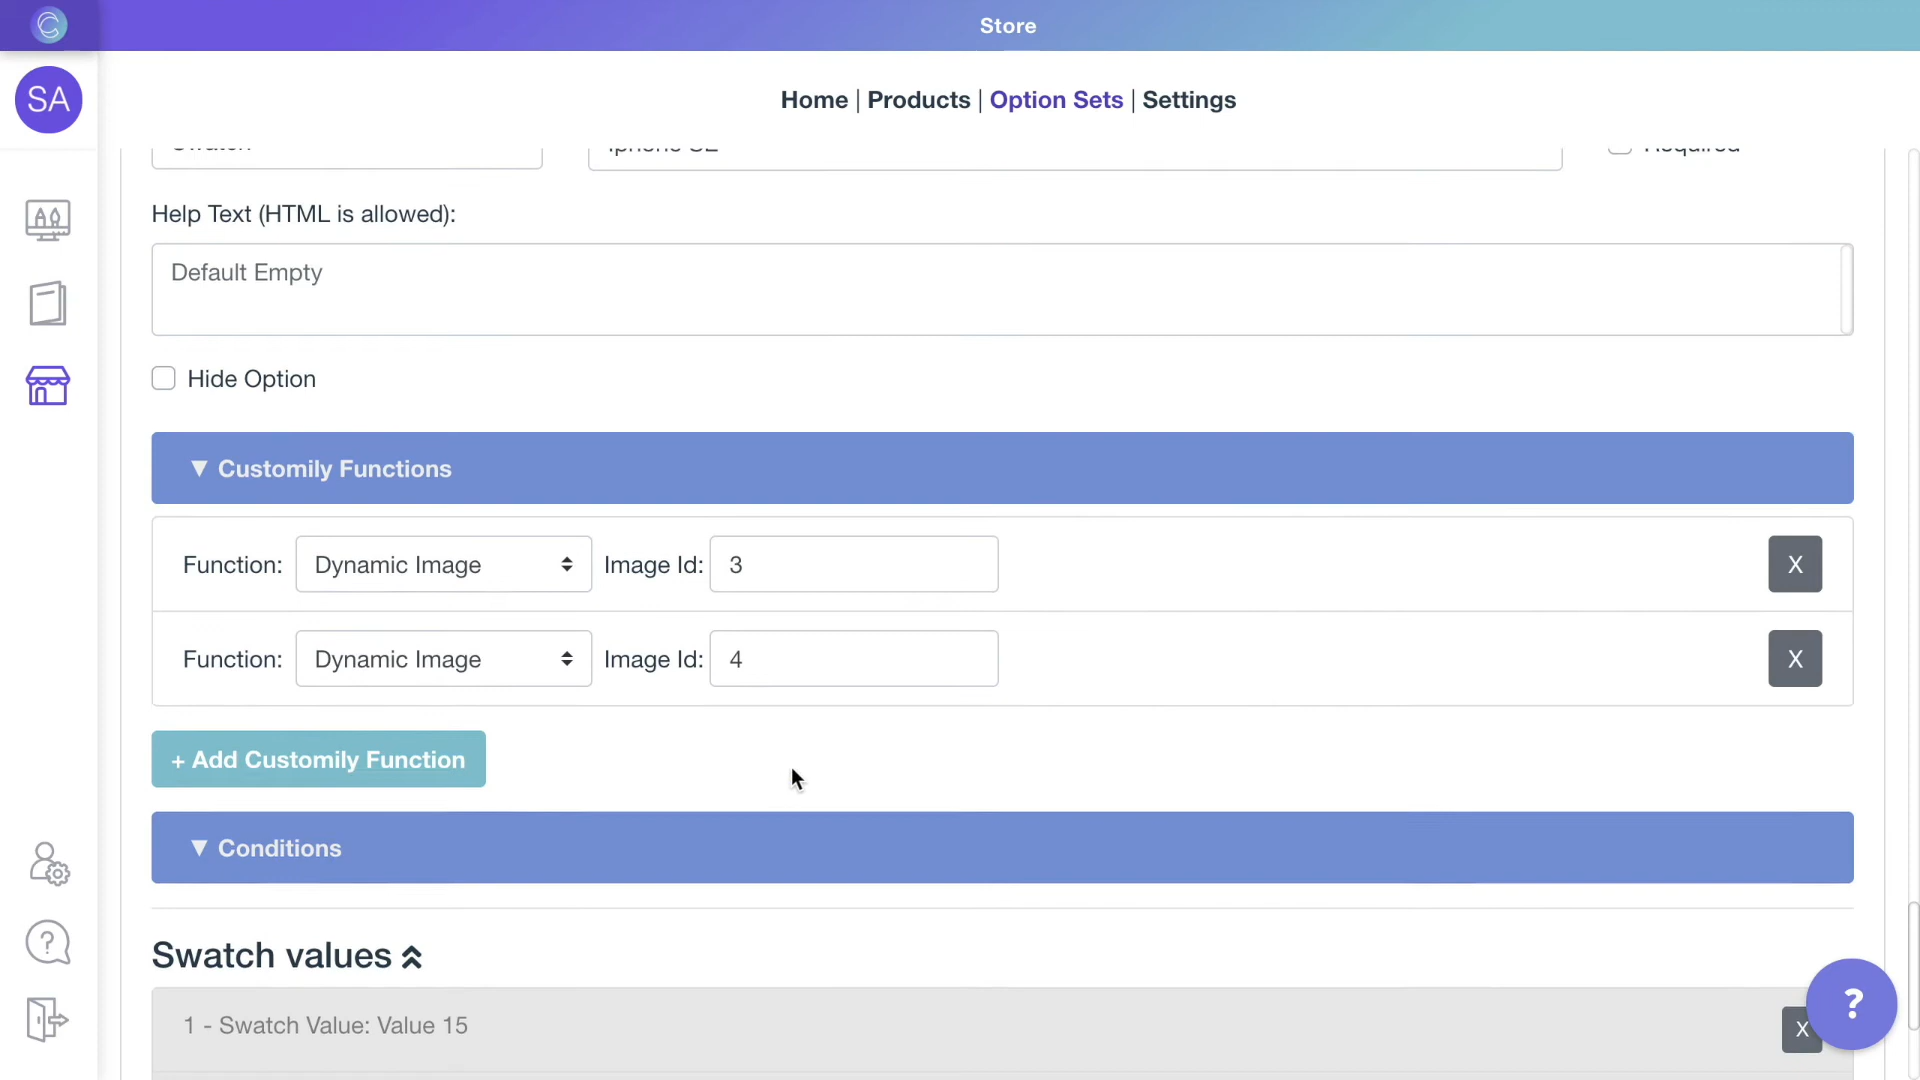 Store
SA
Home | Products | Option Sets | Settings
Help Text (HTML is allowed):
Default Empty
Hide Option
▼ Customily Functions
Function: Dynamic Image Image Id: 3 X
Function: Dynamic Image Image Id: 4 X
+ Add Customily Function
▼ Conditions
Swatch values
1 - Swatch Value: Value 15 X
?